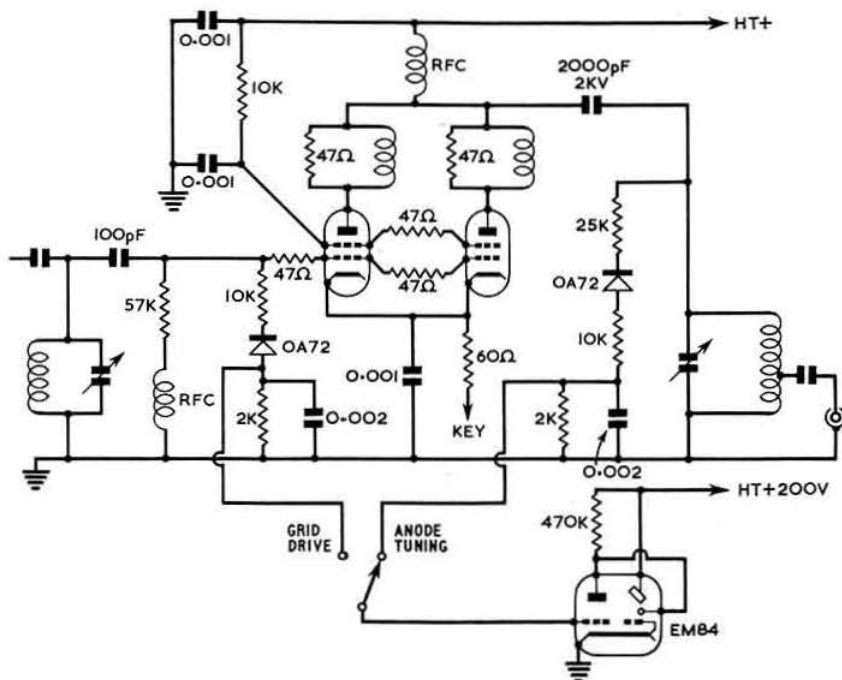 0·001
HT+
RFC
2000pF
2KV
10K
0·001
47Ω
47Ω
47Ω
25K
100pF
47Ω
47Ω
OA72
57K
10K
10K
OA72
60Ω
0·001
RFC
2K
0·002
KEY
2K
0·002
HT+200V
GRID
DRIVE
ANODE
TUNING
470K
EM84